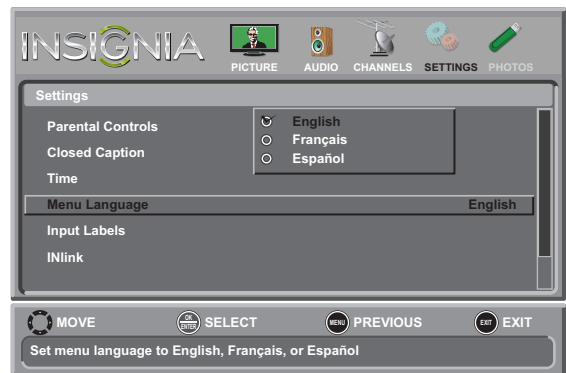 INSIGNIA
PICTURE AUDIO CHANNELS SETTINGS PHOTOS
Settings
Parental Controls
Closed Caption
Time
Menu Language English
Input Labels
INlink
English
Français
Español
MOVE OK ENTER SELECT MENU PREVIOUS EXIT EXIT
Set menu language to English, Français, or Español